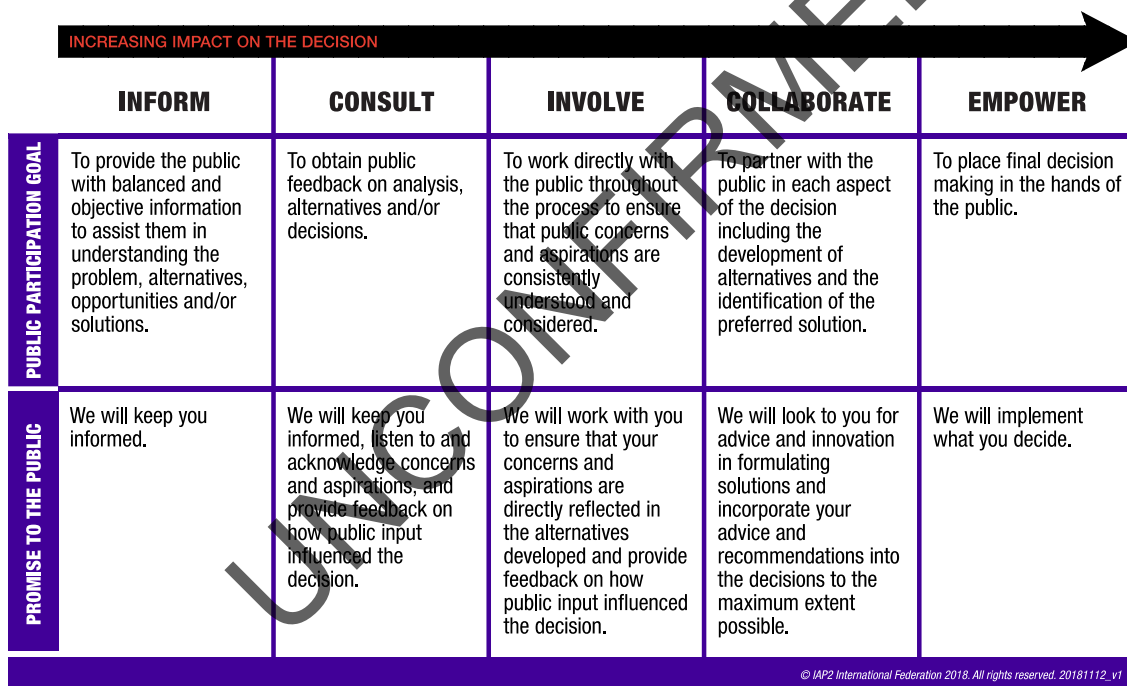 INCREASING IMPACT ON THE DECISION
INFORM
CONSULT
INVOLVE
COLLABORATE
EMPOWER
PUBLIC PARTICIPATION GOAL
To provide the public
with balanced and
objective information
to assist them in
understanding the
problem, alternatives,
opportunities and/or
solutions.
To obtain public
feedback on analysis,
alternatives and/or
decisions.
To work directly with
the public throughout
the process to ensure
that public concerns
and aspirations are
consistently
understood and
considered.
To partner with the
public in each aspect
of the decision
including the
development of
alternatives and the
identification of the
preferred solution.
To place final decision
making in the hands of
the public.
PROMISE TO THE PUBLIC
We will keep you
informed.
We will keep you
informed, listen to and
acknowledge concerns
and aspirations, and
provide feedback on
how public input
influenced the
decision.
We will work with you
to ensure that your
concerns and
aspirations are
directly reflected in
the alternatives
developed and provide
feedback on how
public input influenced
the decision.
We will look to you for
advice and innovation
in formulating
solutions and
incorporate your
advice and
recommendations into
the decisions to the
maximum extent
possible.
We will implement
what you decide.
© IAP2 International Federation 2018. All rights reserved. 20181112_v1